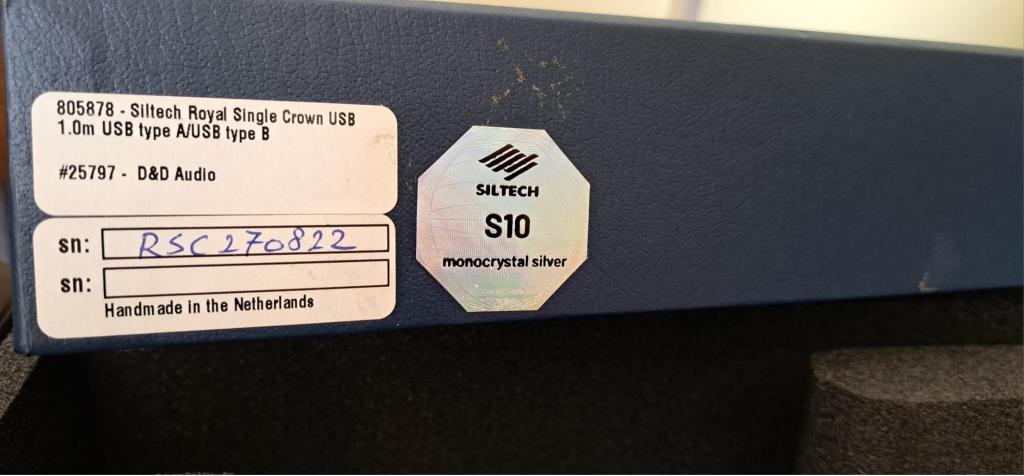 805878 - Siltech Royal Single Crown USB
1.0m USB type A/USB type B
#25797 - D&D Audio
sn: RSC270822
sn:
Handmade in the Netherlands
SILTECH
S10
monocrystal silver